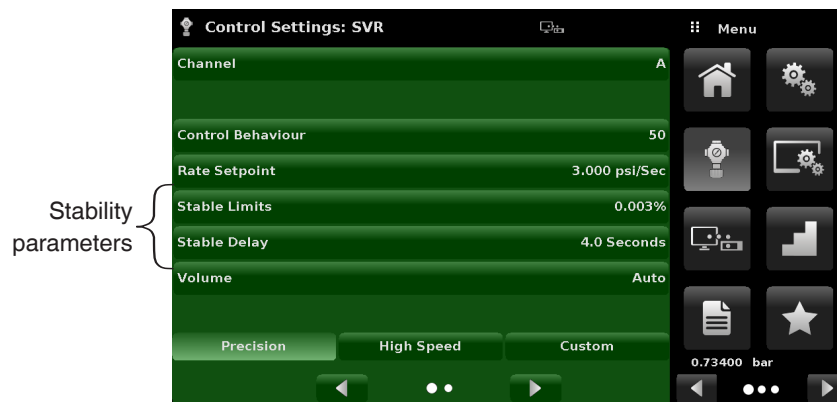 Control Settings: SVR
Menu
Channel A
Control Behaviour 50
Rate Setpoint 3.000 psi/Sec
Stability
parameters
Stable Limits 0.003%
Stable Delay 4.0 Seconds
Volume Auto
Precision High Speed Custom
0.73400 bar